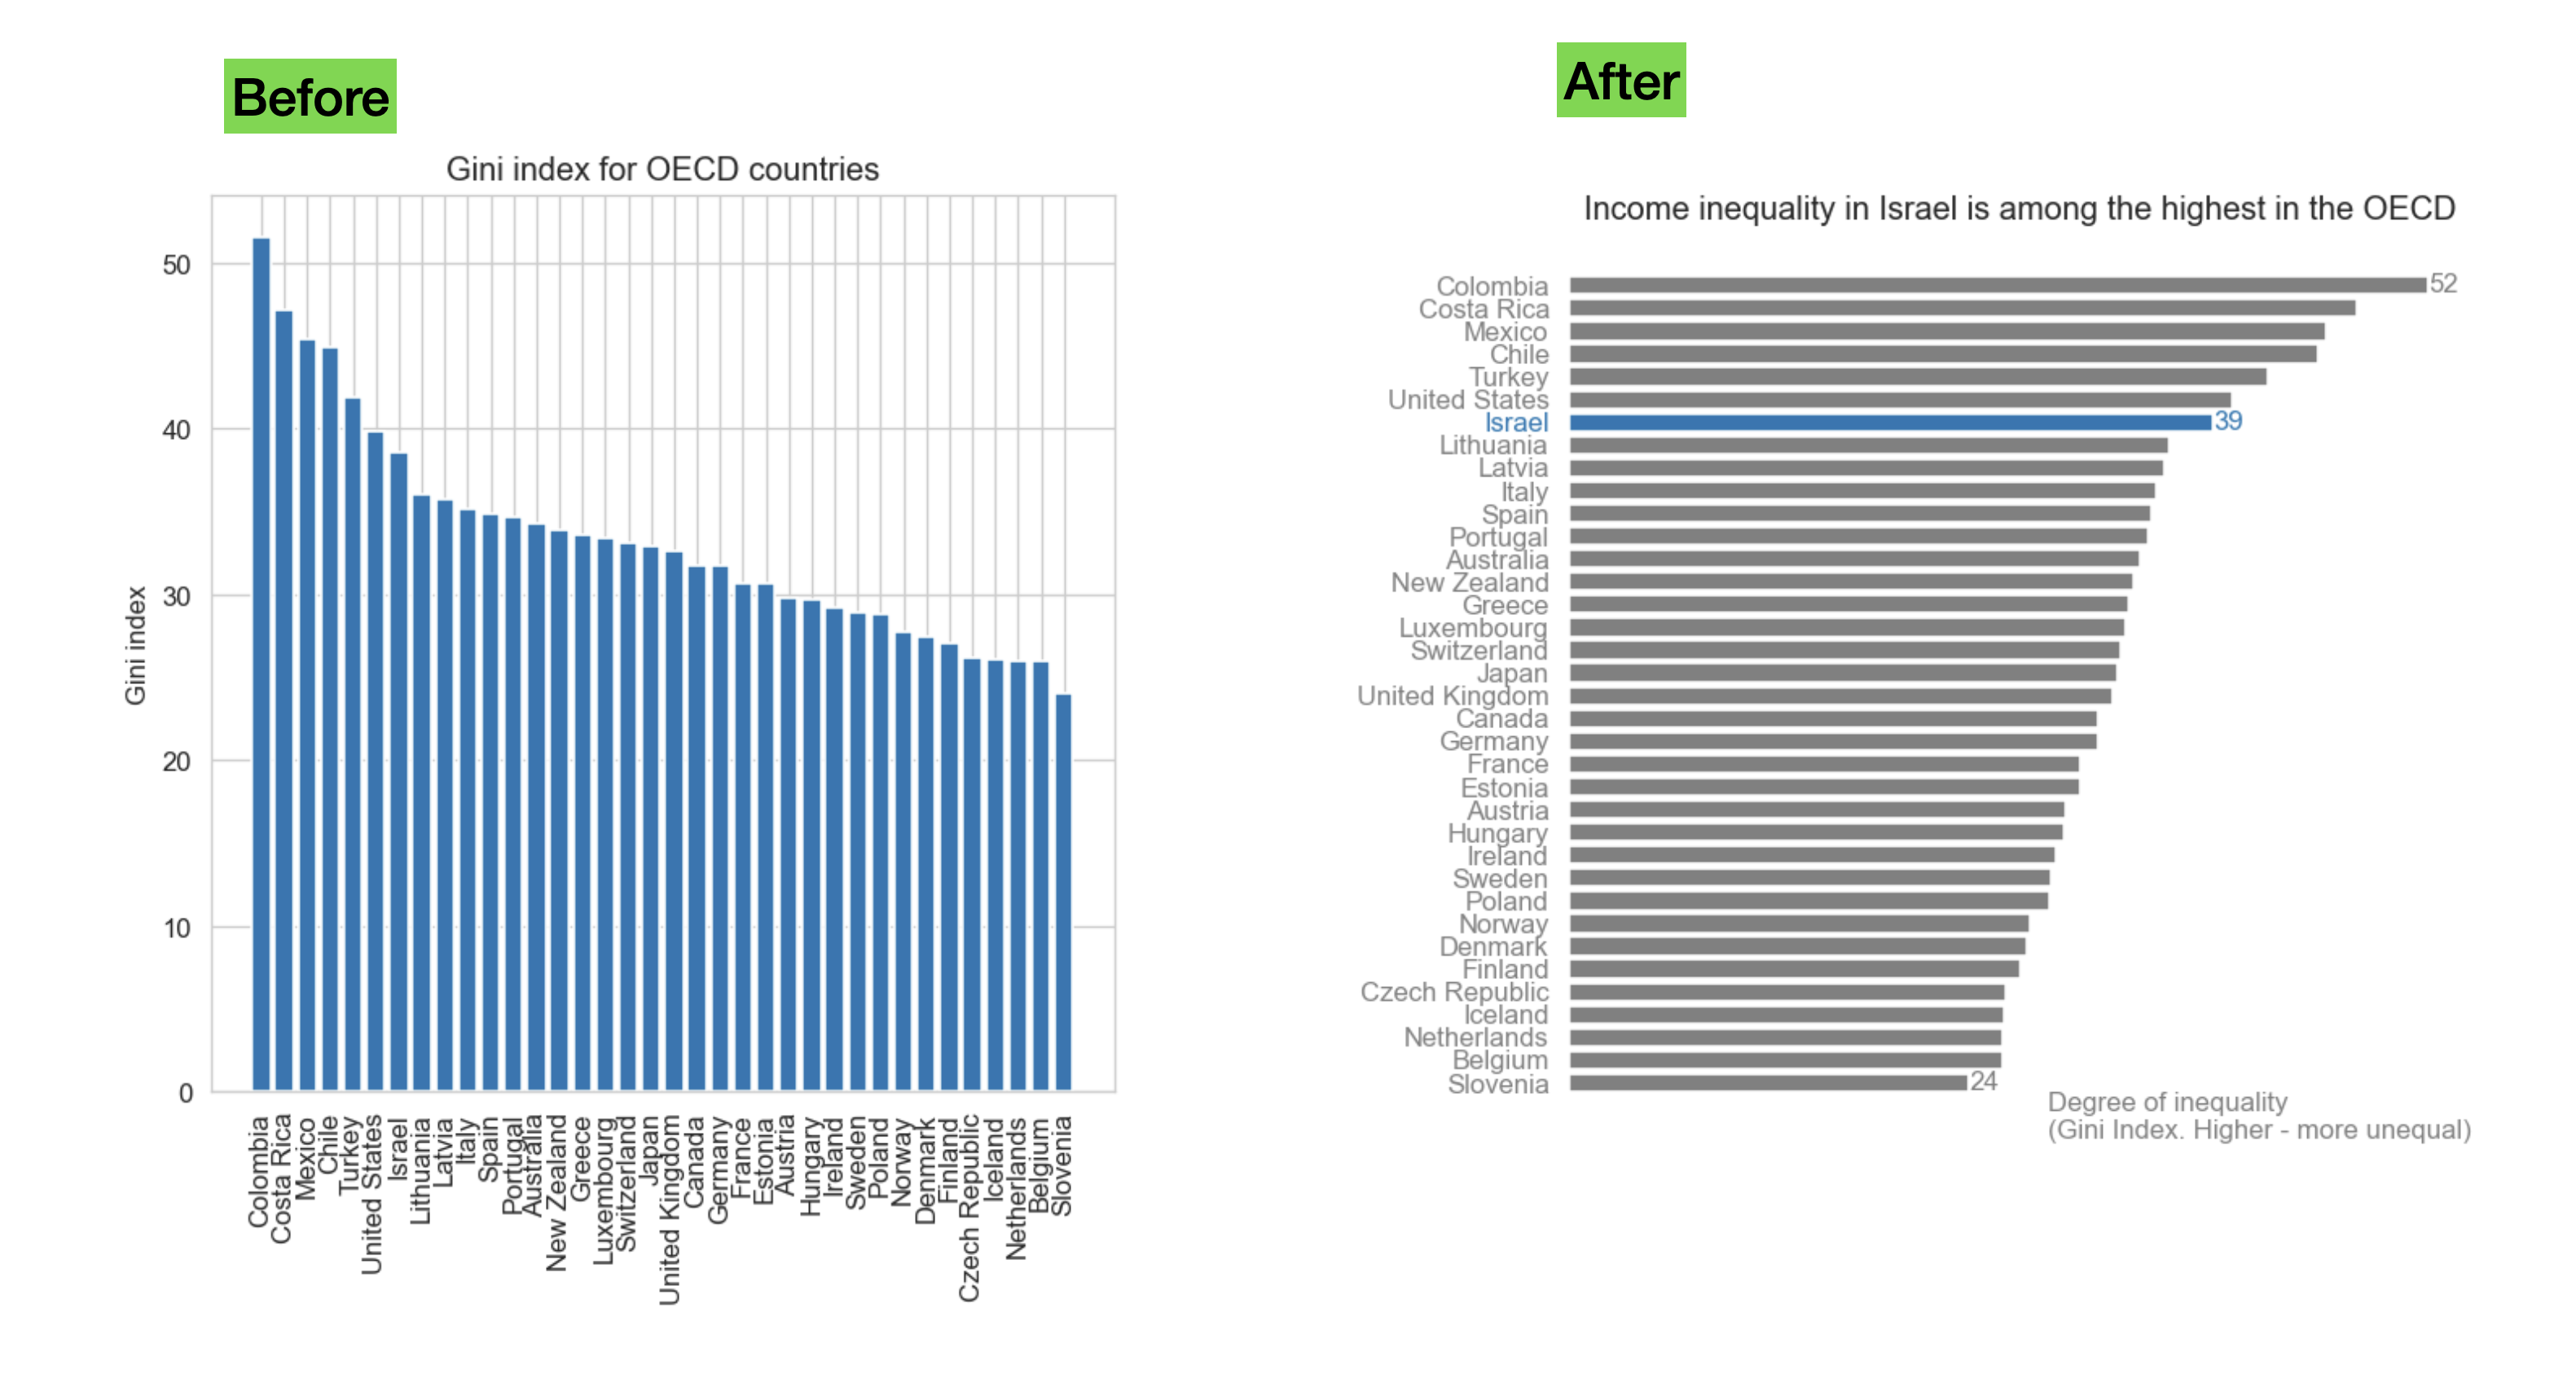 Before
Gini index for OECD countries
50
40
30
20
10
0
Gini index
Colombia
Costa Rica
Mexico
Chile
Turkey
United States
Israel
Lithuania
Latvia
Italy
Spain
Portugal
Australia
New Zealand
Greece
Luxembourg
Switzerland
Japan
United Kingdom
Canada
Germany
France
Estonia
Austria
Hungary
Ireland
Sweden
Poland
Norway
Denmark
Finland
Czech Republic
Iceland
Netherlands
Belgium
Slovenia
After
Income inequality in Israel is among the highest in the OECD
Colombia 52
Costa Rica
Mexico
Chile
Turkey
United States
Israel 39
Lithuania
Latvia
Italy
Spain
Portugal
Australia
New Zealand
Greece
Luxembourg
Switzerland
Japan
United Kingdom
Canada
Germany
France
Estonia
Austria
Hungary
Ireland
Sweden
Poland
Norway
Denmark
Finland
Czech Republic
Iceland
Netherlands
Belgium
Slovenia 24
Degree of inequality
(Gini Index. Higher - more unequal)